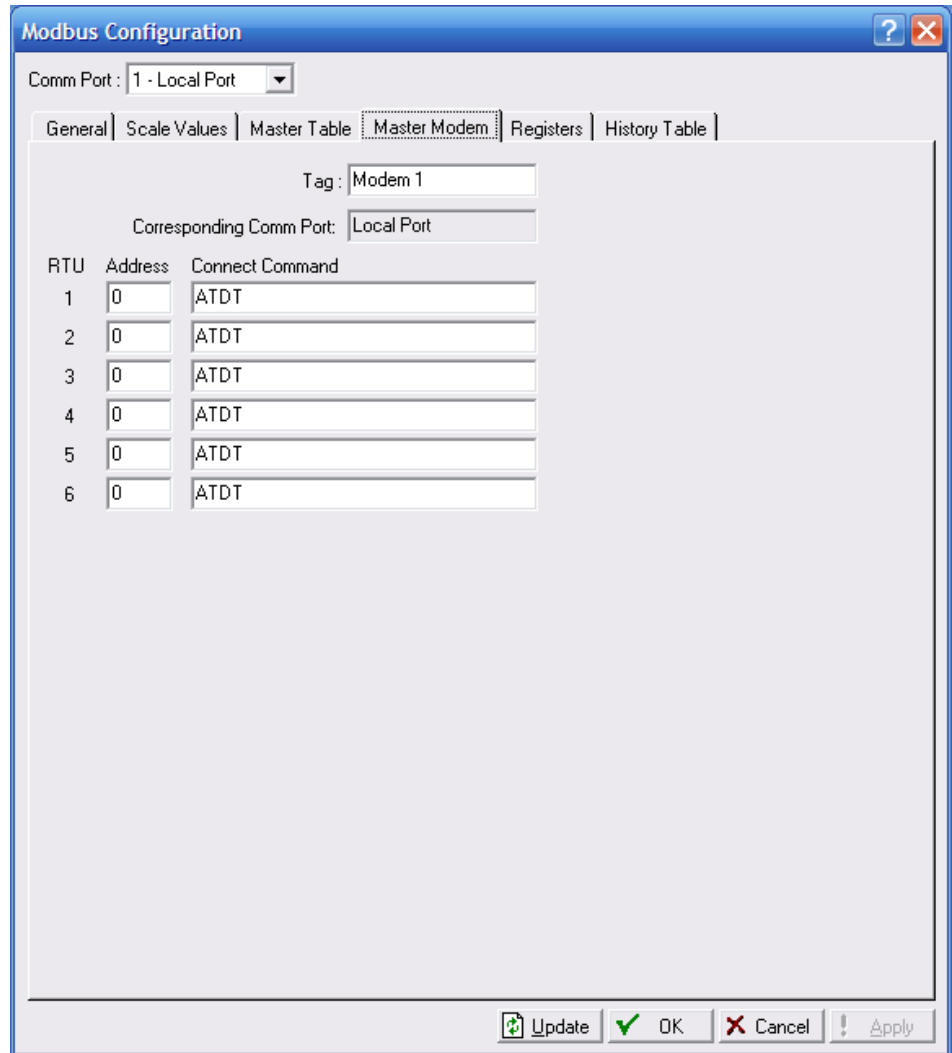 Modbus Configuration
Comm Port : 1 - Local Port
General Scale Values Master Table Master Modem Registers History Table
Tag : Modem 1
Corresponding Comm Port: Local Port
RTU Address Connect Command
1 0 ATDT
2 0 ATDT
3 0 ATDT
4 0 ATDT
5 0 ATDT
6 0 ATDT
Update OK Cancel Apply